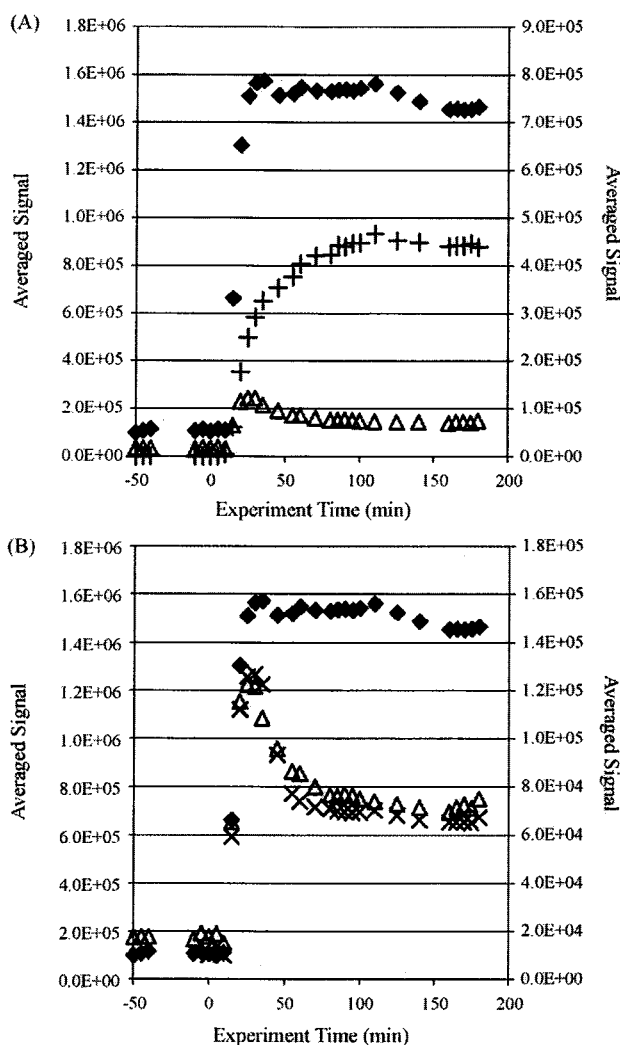 (A)
1.8E+06
1.6E+06
1.4E+06
1.2E+06
1.0E+06
8.0E+05
6.0E+05
4.0E+05
2.0E+05
0.0E+00
Averaged Signal
9.0E+05
8.0E+05
7.0E+05
6.0E+05
5.0E+05
4.0E+05
3.0E+05
2.0E+05
1.0E+05
0.0E+00
Averaged Signal
-50 0 50 100 150 200
Experiment Time (min)
(B)
1.8E+06
1.6E+06
1.4E+06
1.2E+06
1.0E+06
8.0E+05
6.0E+05
4.0E+05
2.0E+05
0.0E+00
Averaged Signal
1.8E+05
1.6E+05
1.4E+05
1.2E+05
1.0E+05
8.0E+04
6.0E+04
4.0E+04
2.0E+04
0.0E+00
Averaged Signal
-50 0 50 100 150 200
Experiment Time (min)